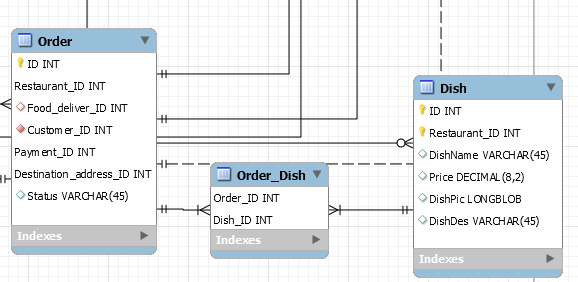 Order
ID INT
Restaurant_ID INT
Food_deliver_ID INT
Customer_ID INT
Payment_ID INT
Destination_address_ID INT
Status VARCHAR(45)
Indexes
Order_Dish
Order_ID INT
Dish_ID INT
Indexes
Dish
ID INT
Restaurant_ID INT
DishName VARCHAR(45)
Price DECIMAL(8,2)
DishPic LONGBLOB
DishDes VARCHAR(45)
Indexes